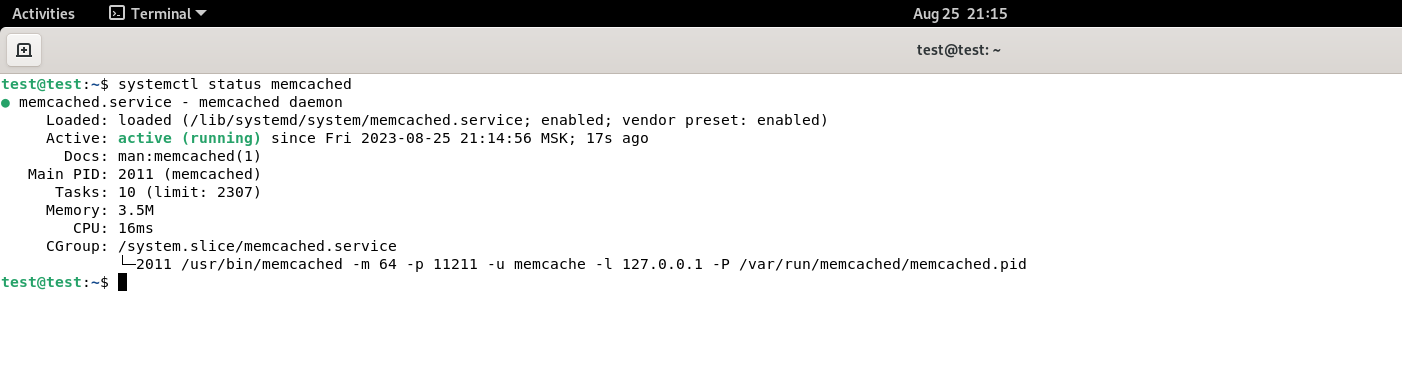 Activities Terminal Aug 25 21:15
test@test: ~
test@test:~$ systemctl status memcached
● memcached.service - memcached daemon
Loaded: loaded (/lib/systemd/system/memcached.service; enabled; vendor preset: enabled)
Active: active (running) since Fri 2023-08-25 21:14:56 MSK; 17s ago
Docs: man:memcached(1)
Main PID: 2011 (memcached)
Tasks: 10 (limit: 2307)
Memory: 3.5M
CPU: 16ms
CGroup: /system.slice/memcached.service
└─2011 /usr/bin/memcached -m 64 -p 11211 -u memcache -l 127.0.0.1 -P /var/run/memcached/memcached.pid
test@test:~$